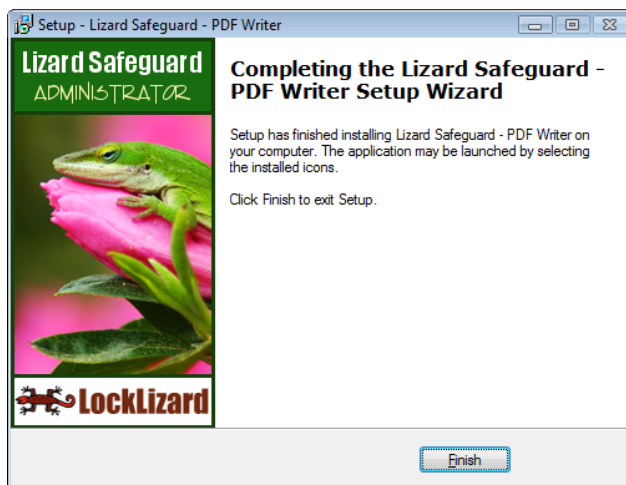 Setup - Lizard Safeguard - PDF Writer
Lizard Safeguard
ADMINISTRATOR
Completing the Lizard Safeguard -
PDF Writer Setup Wizard
Setup has finished installing Lizard Safeguard - PDF Writer on
your computer. The application may be launched by selecting
the installed icons.
Click Finish to exit Setup.
LockLizard
Finish